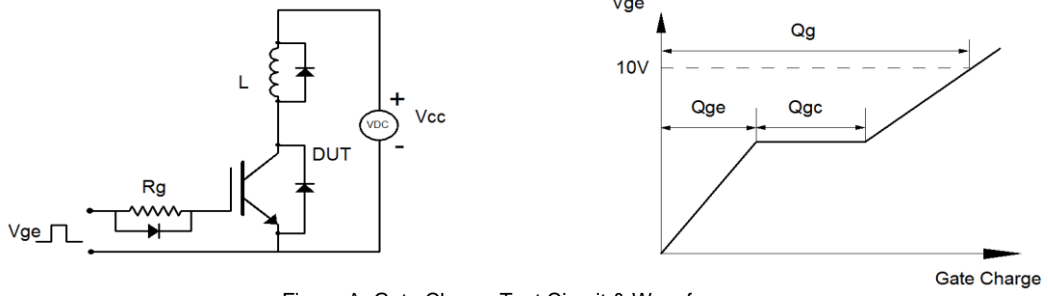 Vge
Qg
10V
Qge
Qgc
Gate Charge
L
+
VDC
Vcc
-
DUT
Rg
Vge